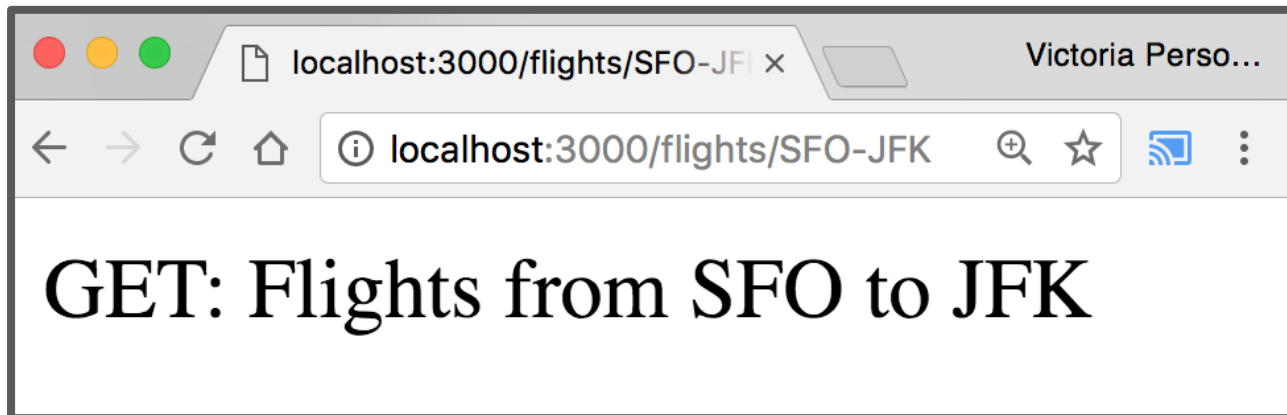 localhost:3000/flights/SFO-JF
Victoria Perso...
localhost:3000/flights/SFO-JFK
GET: Flights from SFO to JFK